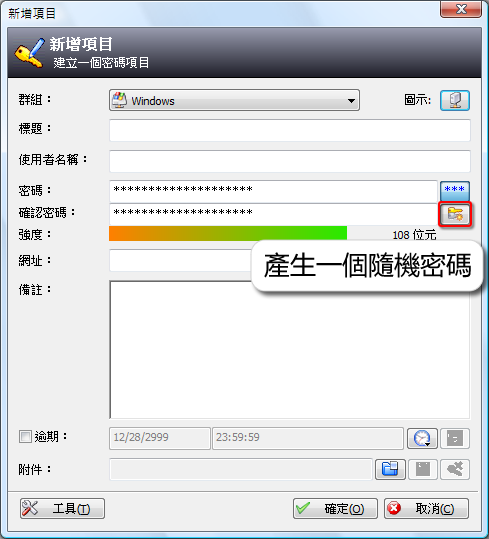 新增項目
新增項目
建立一個密碼項目
群組：
Windows
圖示:
標題：
使用者名稱：
密碼：
*******************
***
確認密碼：
*******************
強度：
108 位元
網址：
產生一個隨機密碼
備註：
逾期：
12/28/2999
23:59:59
附件：
工具(T)
確定(O)
取消(C)